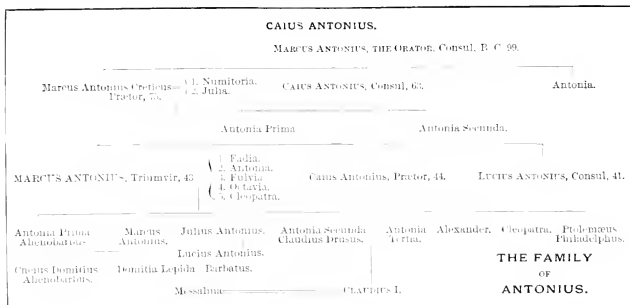 CAIUS ANTONIUS.
MARCUS ANTONIUS, THE ORATOR, Consul, B. C. 99.
Marcus Antonius Creticus = 1. Numitoria. CAIUS ANTONIUS, Consul, 63. Antonia.
Prætor, 75. 2. Julia.
Antonia Prima Antonia Secunda.
1. Fadia.
2. Antonia.
MARCUS ANTONIUS, Triumvir, 43 3. Fulvia Caius Antonius, Prætor, 44. LUCIUS ANTONIUS, Consul, 41.
4. Octavia.
5. Cleopatra.
Antonia Prima Marcus Julius Antonius. Antonia Secunda Antonia Alexander. Cleopatra. Ptolemæus
Ahenobarbus Antonius. Claudius Drusus. Tertia. Philadelphus.
Lucius Antonius.
Cneius Domitius Domitia Lepida Barbatus.
Ahenobarbus.
Messalina CLAUDIUS I.
THE FAMILY
OF
ANTONIUS.